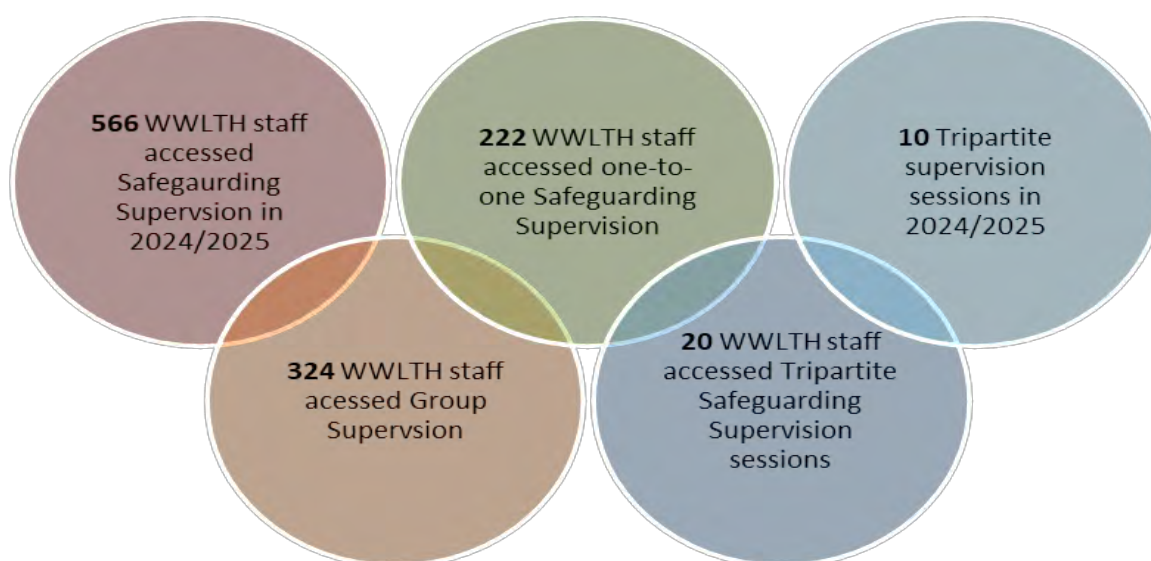 566 WWLTH staff
accessed
Safegaurding
Supervsion in
2024/2025
222 WWLTH staff
accessed one-to-
one Safeguarding
Supervision
10 Tripartite
supervision
sessions in
2024/2025
324 WWLTH staff
acessed Group
Supervsion
20 WWLTH staff
accessed Tripartite
Safeguarding
Supervision
sessions